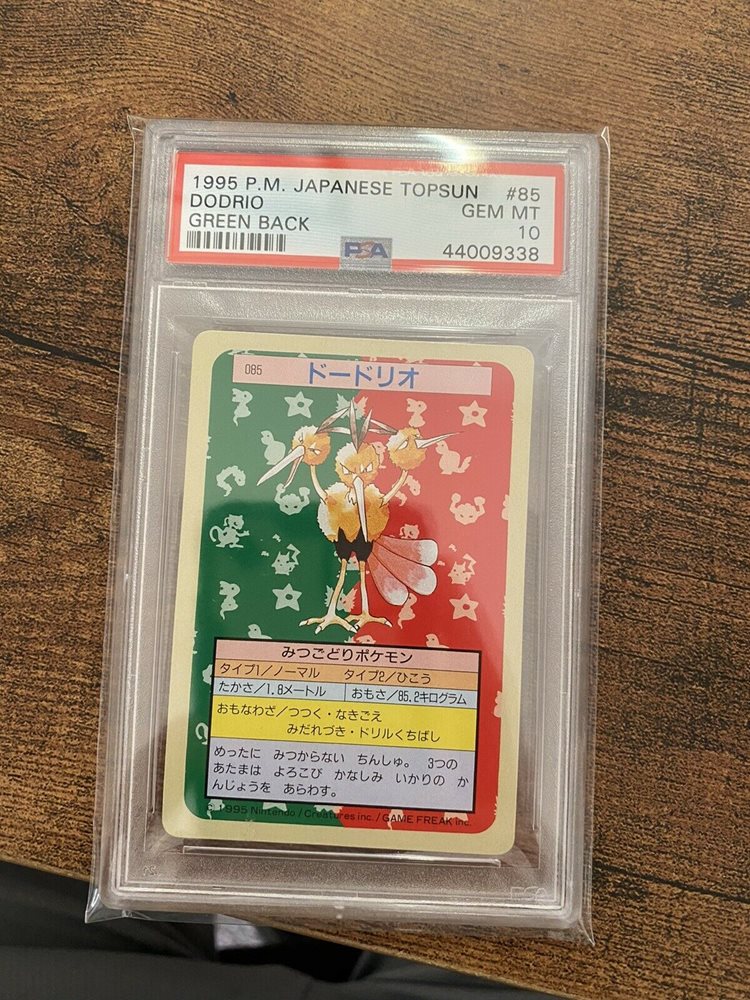 1995 P.M. JAPANESE TOPSUN #85
DODRIO GEM MT
GREEN BACK 10
PSA 44009338
085 ドードリオ
みつごどりポケモン
タイプ1/ノーマル タイプ2/ひこう
たかさ/1.8メートル おもさ/85.2キログラム
おもなわざ/つつく・なきごえ
みだれづき・ドリルくちばし
めったに みつからない ちんしゅ。 3つの
あたまは よろこび かなしみ いかりの か
んじょうを あらわす。
© 1995 Nintendo / Creatures inc. / GAME FREAK inc.